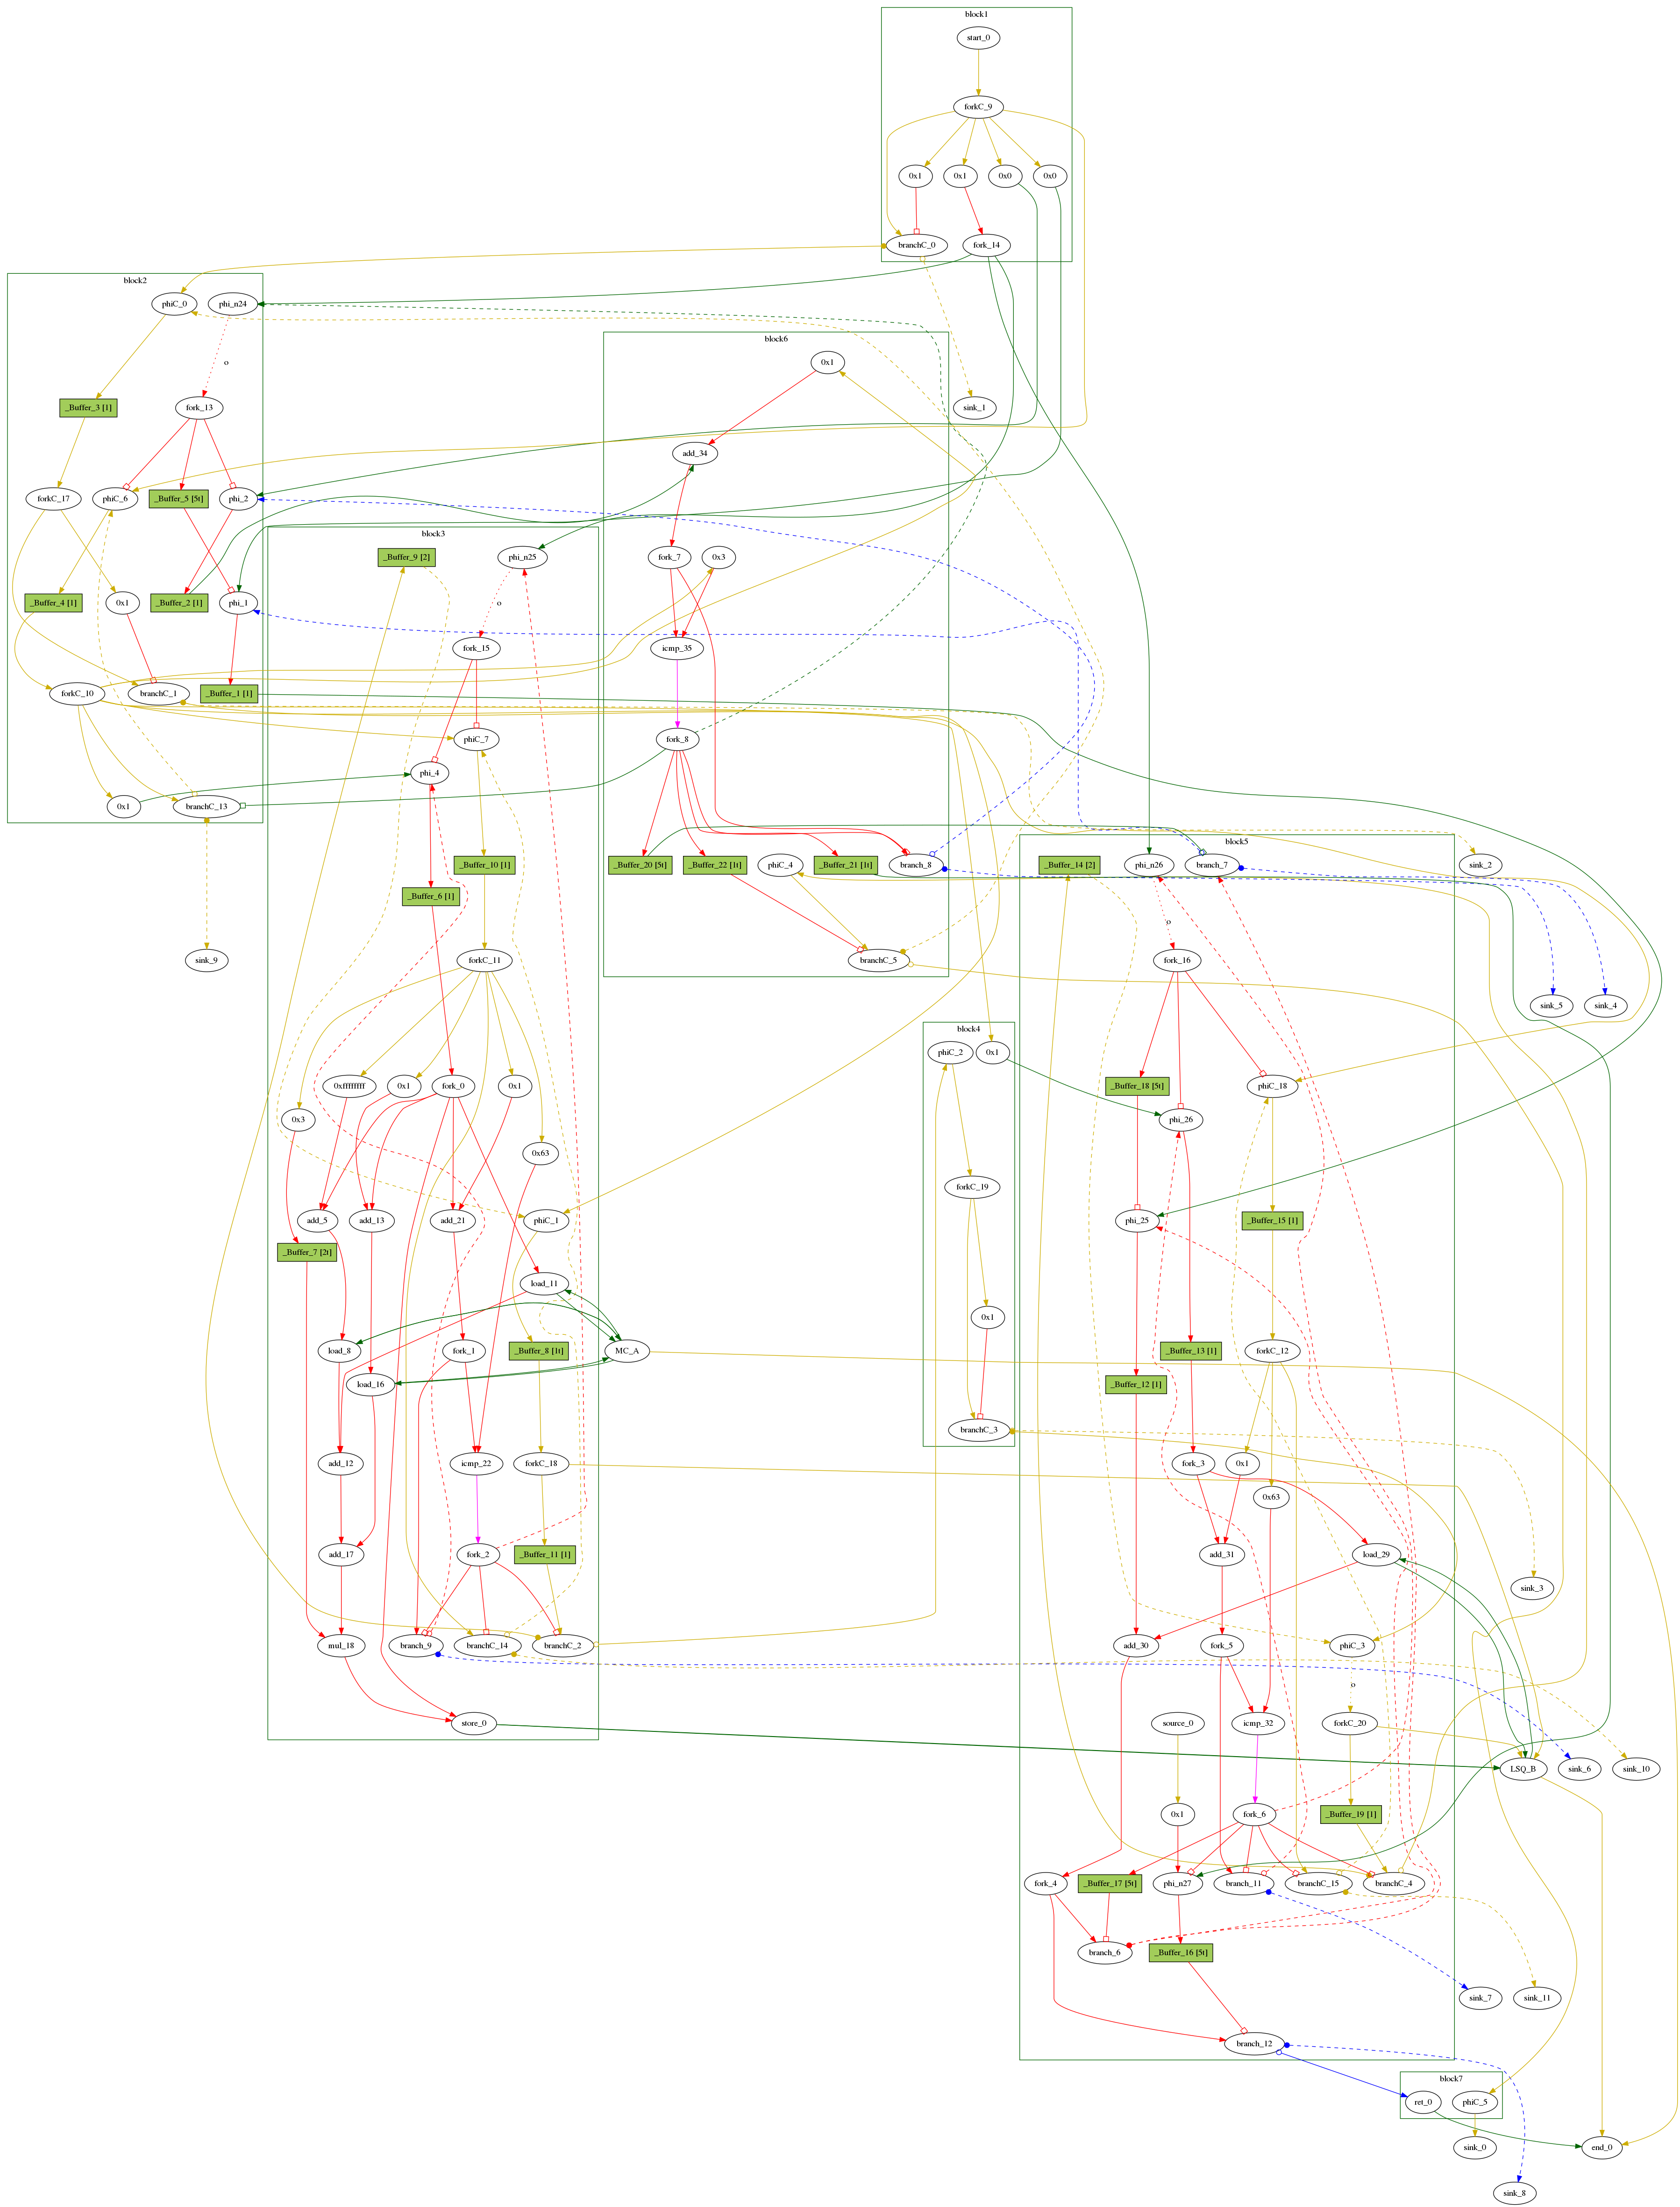 block1
start_0
forkC_9
0x1
0x1
0x0
0x0
branchC_0
fork_14
block2
phiC_0
phi_n24
block6
0x1
_Buffer_3 [1]
fork_13
o
sink_1
add_34
forkC_17
phiC_6
_Buffer_5 [5t]
phi_2
block3
_Buffer_9 [2]
phi_n25
fork_7
0x3
_Buffer_4 [1]
0x1
_Buffer_2 [1]
phi_1
o
fork_15
icmp_35
forkC_10
branchC_1
_Buffer_1 [1]
phiC_7
fork_8
phi_4
0x1
branchC_13
block5
_Buffer_10 [1]
_Buffer_20 [5t]
_Buffer_22 [1t]
phiC_4
_Buffer_21 [1t]
branch_8
_Buffer_14 [2]
phi_n26
branch_7
sink_2
_Buffer_6 [1]
o
sink_9
forkC_11
branchC_5
fork_16
sink_5
sink_4
block4
phiC_2
0x1
0xffffffff
0x1
fork_0
0x1
_Buffer_18 [5t]
phiC_18
0x3
phi_26
0x63
forkC_19
add_5
add_13
add_21
phiC_1
phi_25
_Buffer_15 [1]
_Buffer_7 [2t]
load_11
0x1
load_8
fork_1
_Buffer_8 [1t]
MC_A
_Buffer_13 [1]
forkC_12
load_16
_Buffer_12 [1]
branchC_3
add_12
icmp_22
forkC_18
fork_3
0x1
0x63
add_17
fork_2
_Buffer_11 [1]
add_31
load_29
sink_3
mul_18
branch_9
branchC_14
branchC_2
add_30
fork_5
phiC_3
o
store_0
source_0
icmp_32
forkC_20
LSQ_B
sink_6
sink_10
0x1
fork_6
_Buffer_19 [1]
fork_4
_Buffer_17 [5t]
phi_n27
branch_11
branchC_15
branchC_4
branch_6
_Buffer_16 [5t]
sink_7
sink_11
branch_12
block7
ret_0
phiC_5
sink_0
end_0
sink_8